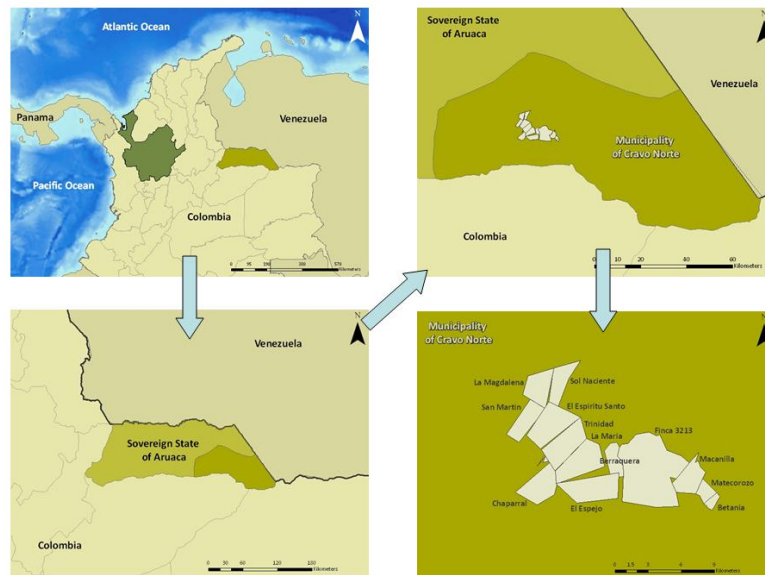 Atlantic Ocean
N
Panama
Venezuela
Pacific Ocean
Colombia
Kilometers
Sovereign State
of Aruaca
N
Venezuela
Municipality
of Cravo Norte
Colombia
0 5 10 20 40 60
Kilometers
N
Venezuela
Sovereign State
of Aruaca
Colombia
0 30 60 120 180
Kilometers
Municipality
of Cravo Norte
N
La Magdalena
Sol Naciente
San Martin
El Espiritu Santo
Trinidad
La Maria
Finca 3213
Berraquera
Macanilla
Matecorozo
Chaparral
El Espejo
Betania
0 1.5 3 6 9
Kilometers